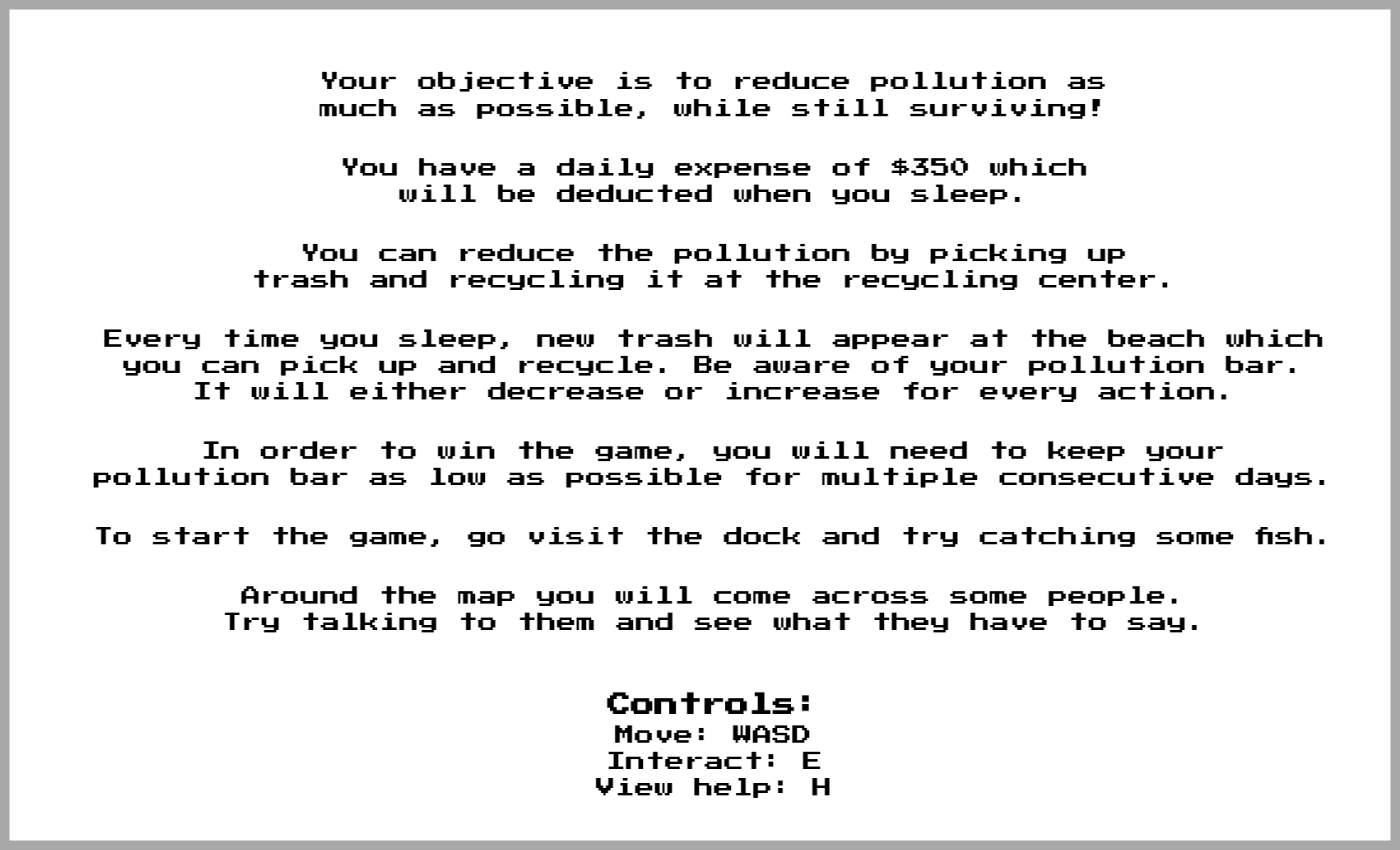 Your objective is to reduce pollution as
much as possible, while still surviving!
You have a daily expense of $350 which
will be deducted when you sleep.
You can reduce the pollution by picking up
trash and recycling it at the recycling center.
Every time you sleep, new trash will appear at the beach which
you can pick up and recycle. Be aware of your pollution bar.
It will either decrease or increase for every action.
In order to win the game, you will need to keep your
pollution bar as low as possible for multiple consecutive days.
To start the game, go visit the dock and try catching some fish.
Around the map you will come across some people.
Try talking to them and see what they have to say.
Controls:
Move: WASD
Interact: E
View help: H